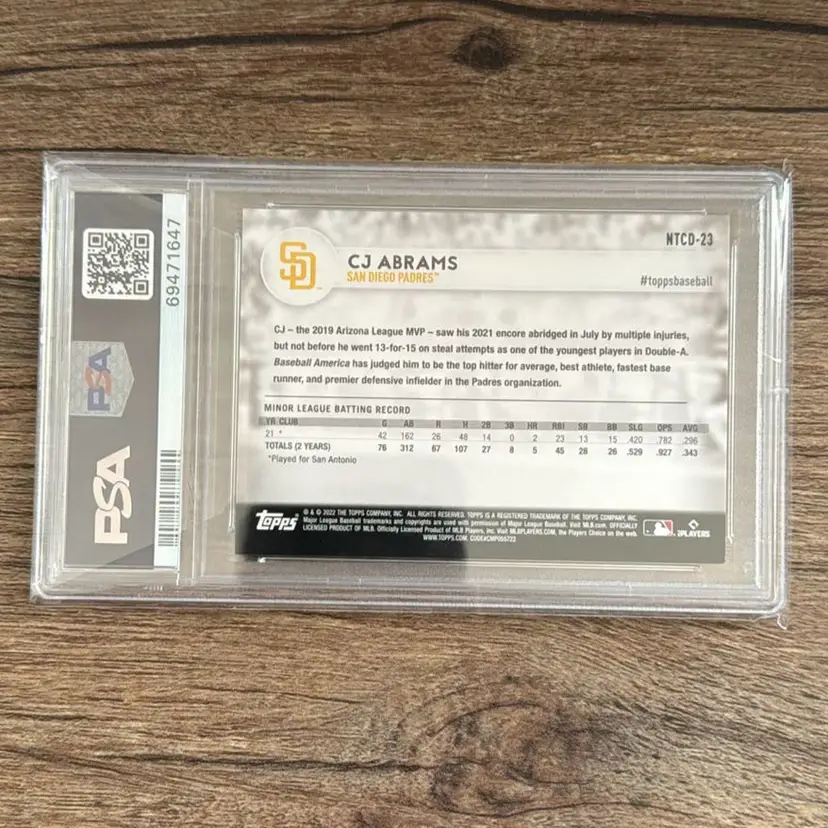 PSA
PSA
69471647
NTCD-23
SD
CJ ABRAMS
SAN DIEGO PADRES™
#toppsbaseball
CJ – the 2019 Arizona League MVP – saw his 2021 encore abridged in July by multiple injuries,
but not before he went 13-for-15 on steal attempts as one of the youngest players in Double-A.
Baseball America has judged him to be the top hitter for average, best athlete, fastest base
runner, and premier defensive infielder in the Padres organization.
MINOR LEAGUE BATTING RECORD
YR CLUB G AB R H 2B 3B HR RBI SB BB SLG OPS AVG
21 * 42 162 26 48 14 0 2 23 13 15 .420 .782 .296
TOTALS (2 YEARS) 76 312 67 107 27 8 5 45 28 26 .529 .927 .343
*Played for San Antonio
TOPPS®
® & © 2022 THE TOPPS COMPANY, INC. ALL RIGHTS RESERVED. TOPPS IS A REGISTERED TRADEMARK OF THE TOPPS COMPANY, INC.
Major League Baseball trademarks and copyrights are used with permission of Major League Baseball. Visit MLB.com. OFFICIALLY
LICENSED PRODUCT OF MLB Players, Inc. Visit MLBPLAYERS.COM, the Players Choice on the web.
WWW.TOPPS.COM. CODE#CMP055722
PLAYERS